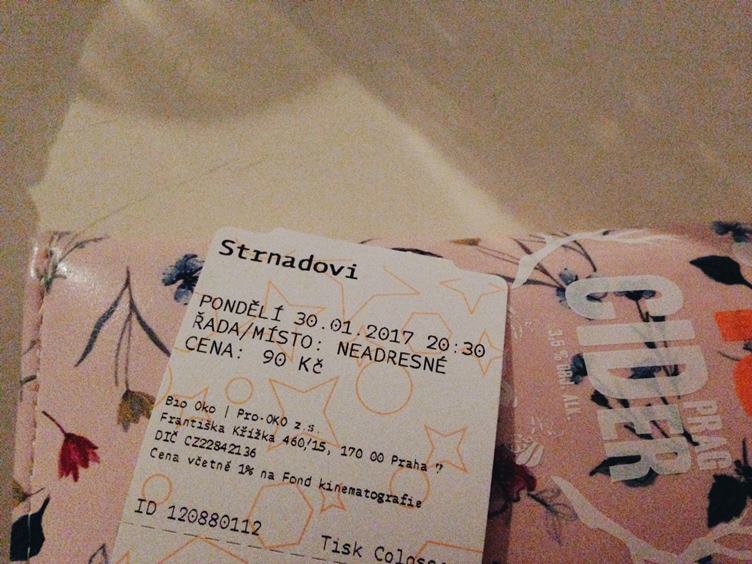 Strnadovi
PONDĚLÍ 30.01.2017 20:30
ŘADA/MÍSTO: NEADRESNÉ
CENA: 90 Kč
Bio Oko | Pro-OKO z.s.
Františka Křížka 460/15, 170 00 Praha 7
DIČ CZ22842136
Cena včetně 1% na Fond kinematografie
ID 120880112
Tisk Colosse
CIDER
PRAG